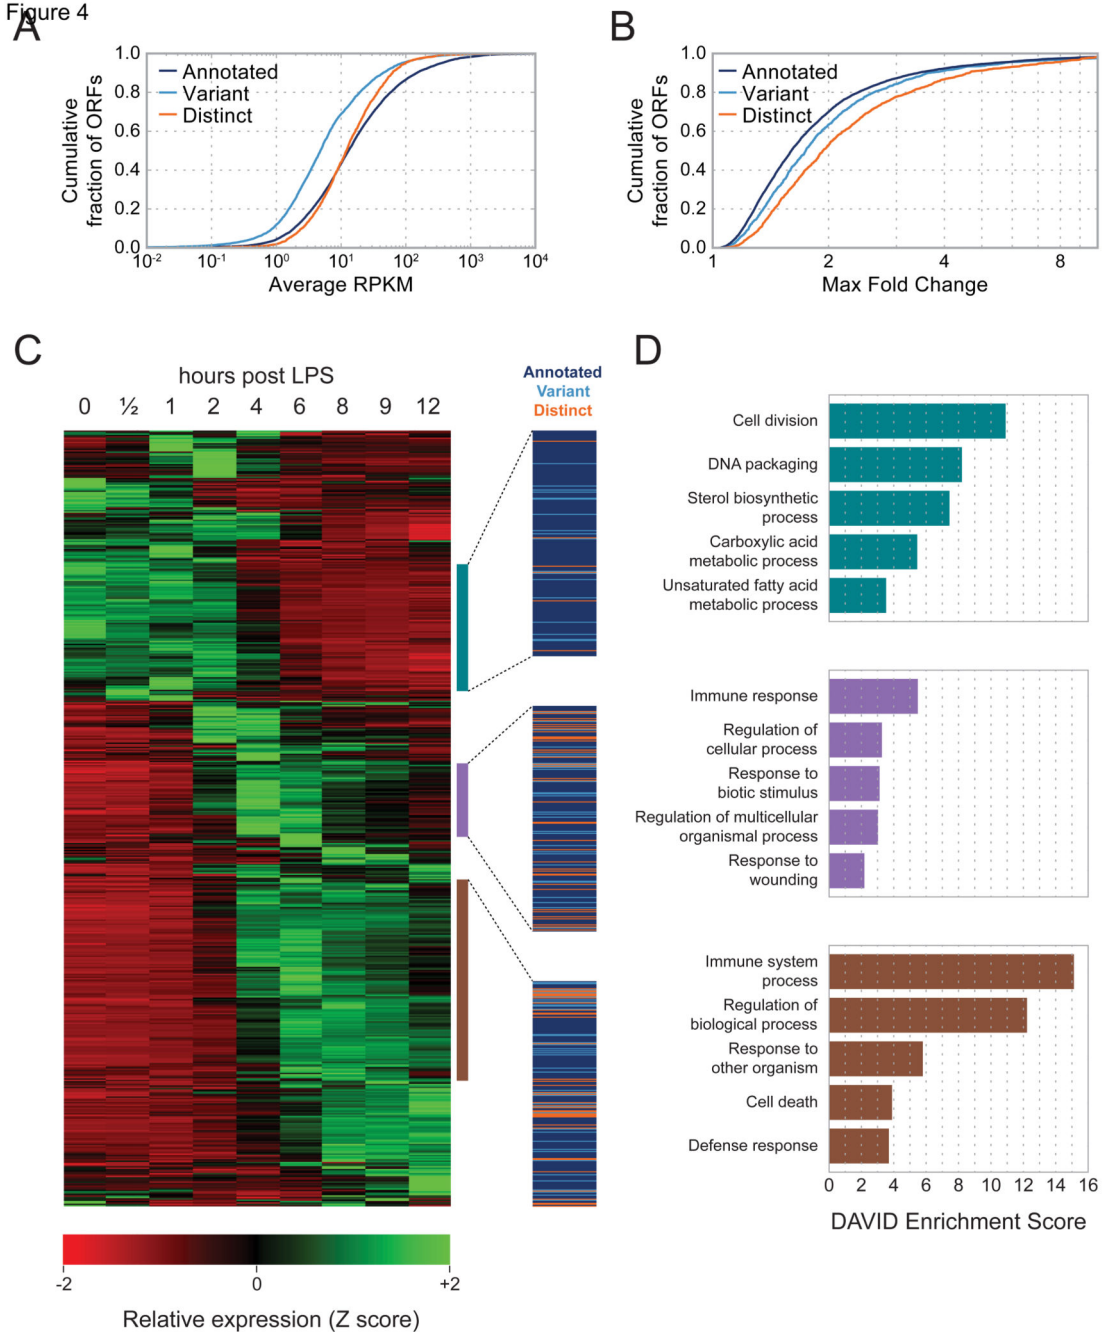 Figure 4
A
Cumulative
fraction of ORFs
1.0
0.8
0.6
0.4
0.2
0.0
Annotated
Variant
Distinct
10-2
10-1
100
101
102
103
104
Average RPKM
B
Cumulative
fraction of ORFs
1.0
0.8
0.6
0.4
0.2
0.0
Annotated
Variant
Distinct
1
2
4
8
Max Fold Change
C
hours post LPS
0 ½ 1 2 4 6 8 9 12
Annotated
Variant
Distinct
-2
0
+2
Relative expression (Z score)
D
Cell division
DNA packaging
Sterol biosynthetic
process
Carboxylic acid
metabolic process
Unsaturated fatty acid
metabolic process
Immune response
Regulation of
cellular process
Response to
biotic stimulus
Regulation of multicellular
organismal process
Response to
wounding
Immune system
process
Regulation of
biological process
Response to
other organism
Cell death
Defense response
0 2 4 6 8 10 12 14 16
DAVID Enrichment Score